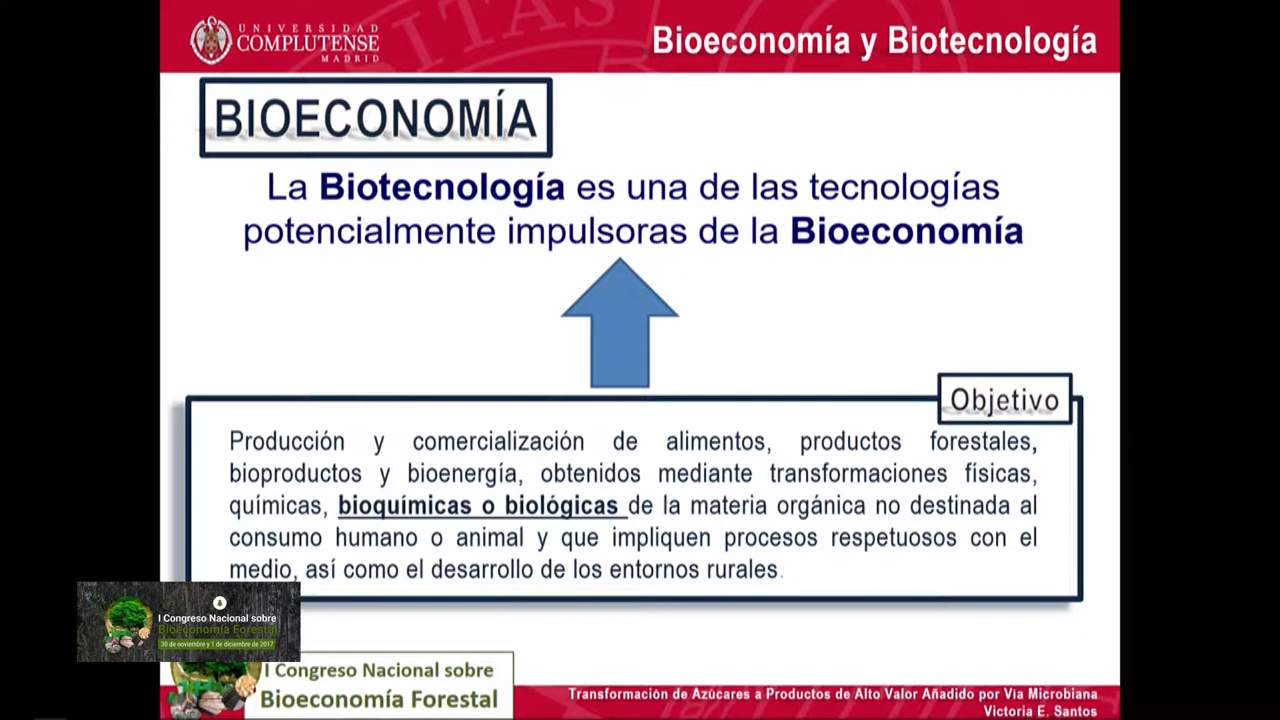 UNIVERSIDAD
COMPLUTENSE
MADRID
Bioeconomía y Biotecnología
BIOECONOMÍA
La Biotecnología es una de las tecnologías
potencialmente impulsoras de la Bioeconomía
Objetivo
Producción y comercialización de alimentos, productos forestales,
bioproductos y bioenergía, obtenidos mediante transformaciones físicas,
químicas, bioquímicas o biológicas de la materia orgánica no destinada al
consumo humano o animal y que impliquen procesos respetuosos con el
medio, así como el desarrollo de los entornos rurales.
I Congreso Nacional sobre
Bioeconomía Forestal
30 de noviembre y 1 de diciembre de 2017
I Congreso Nacional sobre
Bioeconomía Forestal
Transformación de Azúcares a Productos de Alto Valor Añadido por Vía Microbiana
Victoria E. Santos